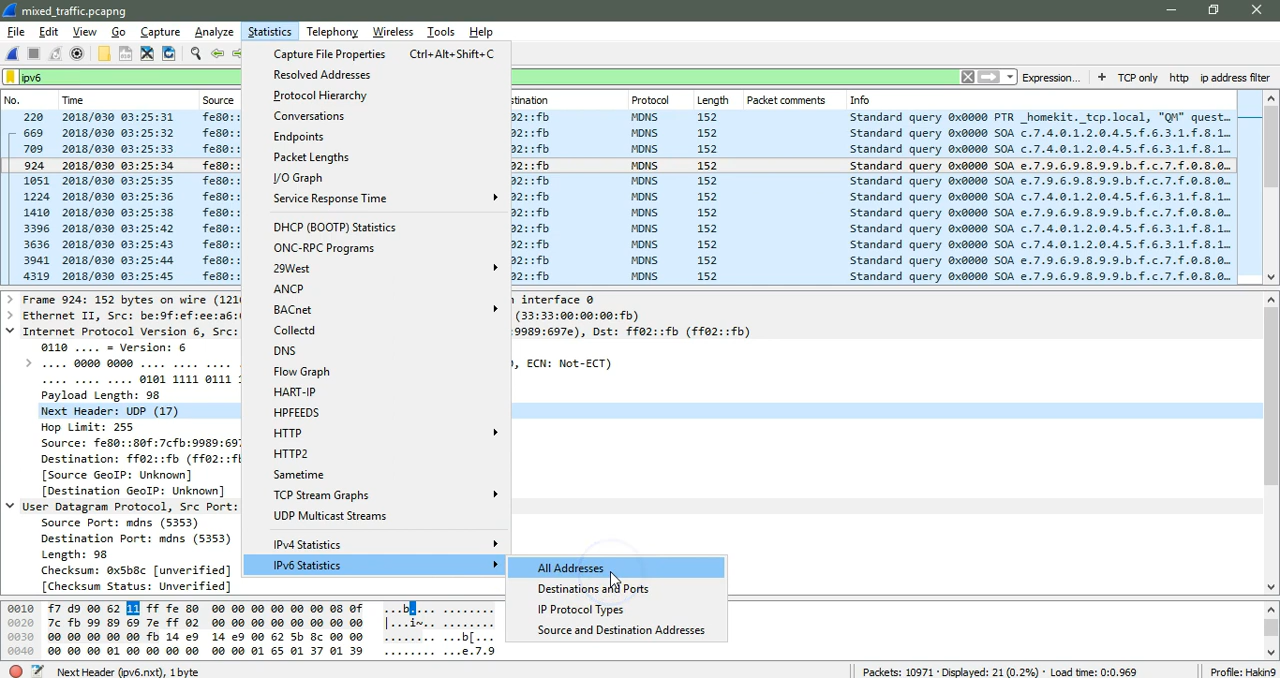 mixed_traffic.pcapng
File Edit View Go Capture Analyze Statistics Telephony Wireless Tools Help
ipv6 Expression... + TCP only http ip address filter
No. Time Source stination Protocol Length Packet comments Info
220 2018/030 03:25:31 fe80:: 02::fb MDNS 152 Standard query 0x0000 PTR _homekit._tcp.local, "QM" quest...
669 2018/030 03:25:32 fe80:: 02::fb MDNS 152 Standard query 0x0000 SOA c.7.4.0.1.2.0.4.5.f.6.3.1.f.8.1...
709 2018/030 03:25:33 fe80:: 02::fb MDNS 152 Standard query 0x0000 SOA c.7.4.0.1.2.0.4.5.f.6.3.1.f.8.1...
924 2018/030 03:25:34 fe80:: 02::fb MDNS 152 Standard query 0x0000 SOA e.7.9.6.9.8.9.9.b.f.c.7.f.0.8.0...
1051 2018/030 03:25:35 fe80:: 02::fb MDNS 152 Standard query 0x0000 SOA e.7.9.6.9.8.9.9.b.f.c.7.f.0.8.0...
1224 2018/030 03:25:36 fe80:: 02::fb MDNS 152 Standard query 0x0000 SOA c.7.4.0.1.2.0.4.5.f.6.3.1.f.8.1...
1410 2018/030 03:25:38 fe80:: 02::fb MDNS 152 Standard query 0x0000 SOA e.7.9.6.9.8.9.9.b.f.c.7.f.0.8.0...
3396 2018/030 03:25:42 fe80:: 02::fb MDNS 152 Standard query 0x0000 SOA c.7.4.0.1.2.0.4.5.f.6.3.1.f.8.1...
3636 2018/030 03:25:43 fe80:: 02::fb MDNS 152 Standard query 0x0000 SOA c.7.4.0.1.2.0.4.5.f.6.3.1.f.8.1...
3941 2018/030 03:25:44 fe80:: 02::fb MDNS 152 Standard query 0x0000 SOA e.7.9.6.9.8.9.9.b.f.c.7.f.0.8.0...
4319 2018/030 03:25:45 fe80:: 02::fb MDNS 152 Standard query 0x0000 SOA e.7.9.6.9.8.9.9.b.f.c.7.f.0.8.0...
Capture File Properties Ctrl+Alt+Shift+C
Resolved Addresses
Protocol Hierarchy
Conversations
Endpoints
Packet Lengths
I/O Graph
Service Response Time
DHCP (BOOTP) Statistics
ONC-RPC Programs
29West
ANCP
BACnet
Collectd
DNS
Flow Graph
HART-IP
HPFEEDS
HTTP
HTTP2
Sametime
TCP Stream Graphs
UDP Multicast Streams
IPv4 Statistics
IPv6 Statistics
All Addresses
Destinations and Ports
IP Protocol Types
Source and Destination Addresses
Frame 924: 152 bytes on wire (121 n interface 0
Ethernet II, Src: be:9f:ef:ee:a6: (33:33:00:00:00:fb)
Internet Protocol Version 6, Src: 9989:697e), Dst: ff02::fb (ff02::fb)
0110 .... = Version: 6
.... 0000 0000 .... .... .... , ECN: Not-ECT)
.... .... .... 0101 1111 0111
Payload Length: 98
Next Header: UDP (17)
Hop Limit: 255
Source: fe80::80f:7cfb:9989:697
Destination: ff02::fb (ff02::fb
[Source GeoIP: Unknown]
[Destination GeoIP: Unknown]
User Datagram Protocol, Src Port:
Source Port: mdns (5353)
Destination Port: mdns (5353)
Length: 98
Checksum: 0x5b8c [unverified]
[Checksum Status: Unverified]
0010 f7 d9 00 62 11 ff fe 80 00 00 00 00 00 00 08 0f ...b.... ........
0020 7c fb 99 89 69 7e ff 02 00 00 00 00 00 00 00 00 |...i~.. ........
0030 00 00 00 00 00 fb 14 e9 14 e9 00 62 5b 8c 00 00 ........ ...b[...
0040 00 00 00 01 00 00 00 00 00 00 01 65 01 37 01 39 ........ ...e.7.9
Next Header (ipv6.nxt), 1 byte Packets: 10971 · Displayed: 21 (0.2%) · Load time: 0:0.969 Profile: Hakin9